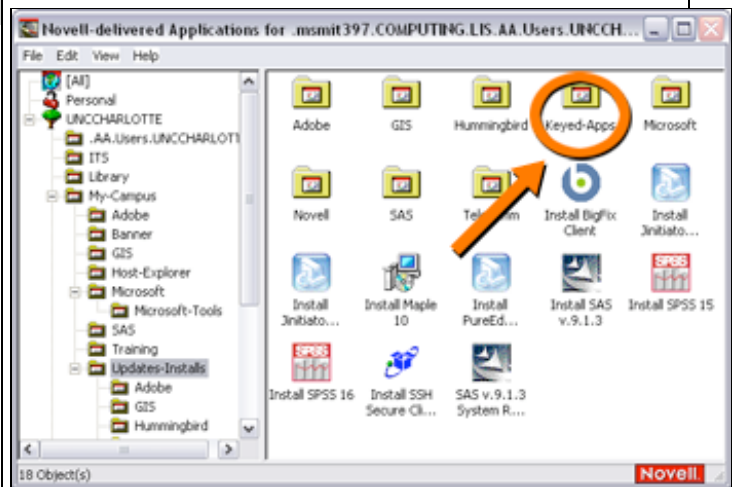 Novell-delivered Applications for .msmit397.COMPUTING.LIS.AA.Users.UNCCH...
File Edit View Help
[All]
Personal
UNCCHARLOTTE
.AA.Users.UNCCHARLOTT
ITS
Library
My-Campus
Adobe
Banner
GIS
Host-Explorer
Microsoft
Microsoft-Tools
SAS
Training
Updates-Installs
Adobe
GIS
Hummingbird
Adobe GIS Hummingbird Keyed-Apps Microsoft
Novell SAS Install BigFix Install
Client Jinitiato...
Install Install Maple Install Install SAS Install SPSS 15
Jinitiato... 10 PureEd... v.9.1.3
Install SPSS 16 Install SSH SAS v.9.1.3
Secure Cli... System R...
18 Object(s)
Novell.